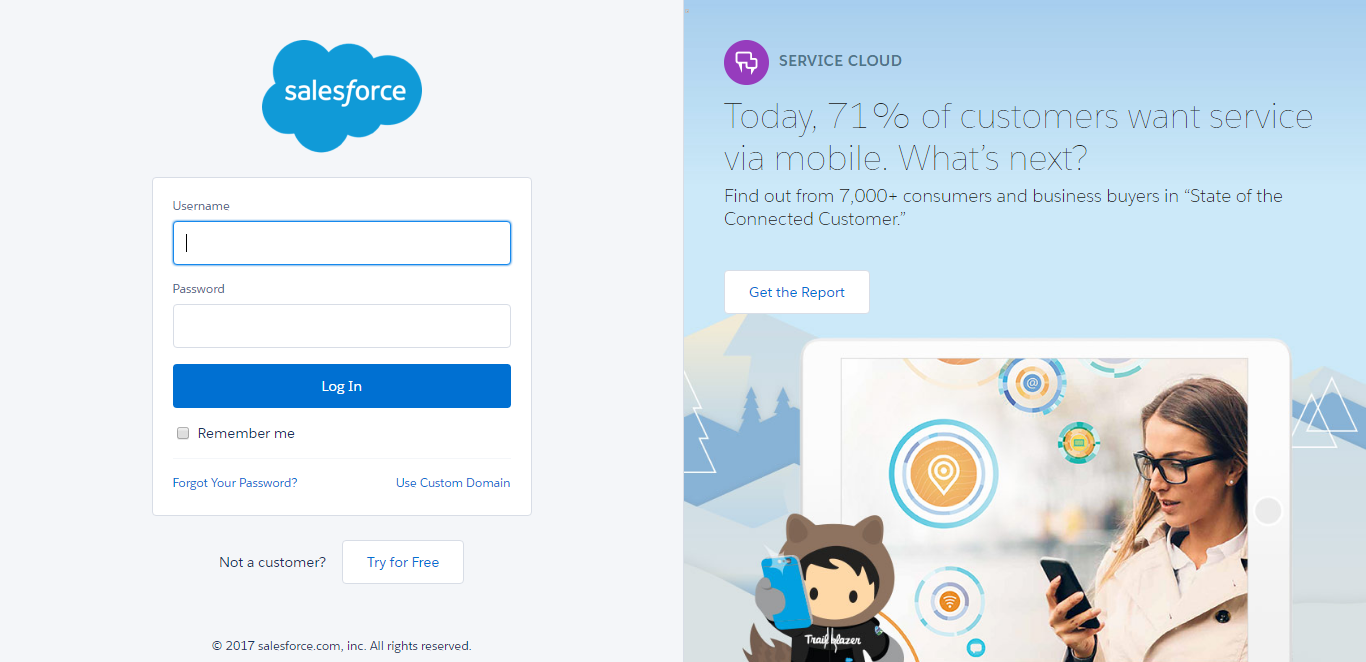 salesforce
Username
Password
Log In
Remember me
Forgot Your Password?
Use Custom Domain
Not a customer?
Try for Free
© 2017 salesforce.com, inc. All rights reserved.
SERVICE CLOUD
Today, 71% of customers want service
via mobile. What’s next?
Find out from 7,000+ consumers and business buyers in “State of the
Connected Customer.”
Get the Report
@
Trailblazer